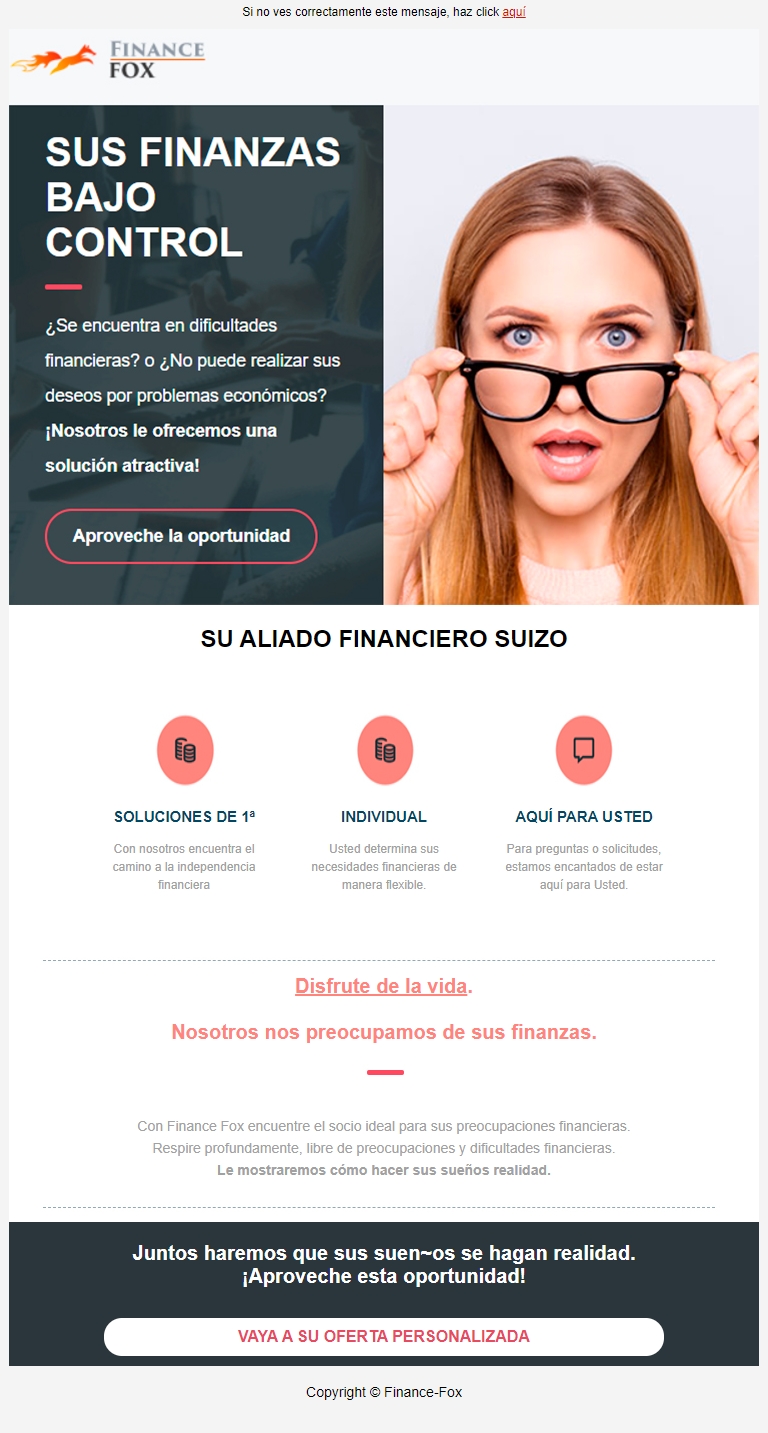 Si no ves correctamente este mensaje, haz click aquí
FINANCE
FOX
SUS FINANZAS
BAJO
CONTROL
¿Se encuentra en dificultades
financieras? o ¿No puede realizar sus
deseos por problemas económicos?
¡Nosotros le ofrecemos una
solución atractiva!
Aproveche la oportunidad
SU ALIADO FINANCIERO SUIZO
SOLUCIONES DE 1ª
Con nosotros encuentra el
camino a la independencia
financiera
INDIVIDUAL
Usted determina sus
necesidades financieras de
manera flexible.
AQUÍ PARA USTED
Para preguntas o solicitudes,
estamos encantados de estar
aquí para Usted.
Disfrute de la vida.
Nosotros nos preocupamos de sus finanzas.
Con Finance Fox encuentre el socio ideal para sus preocupaciones financieras.
Respire profundamente, libre de preocupaciones y dificultades financieras.
Le mostraremos cómo hacer sus sueños realidad.
Juntos haremos que sus suen~os se hagan realidad.
¡Aproveche esta oportunidad!
VAYA A SU OFERTA PERSONALIZADA
Copyright © Finance-Fox